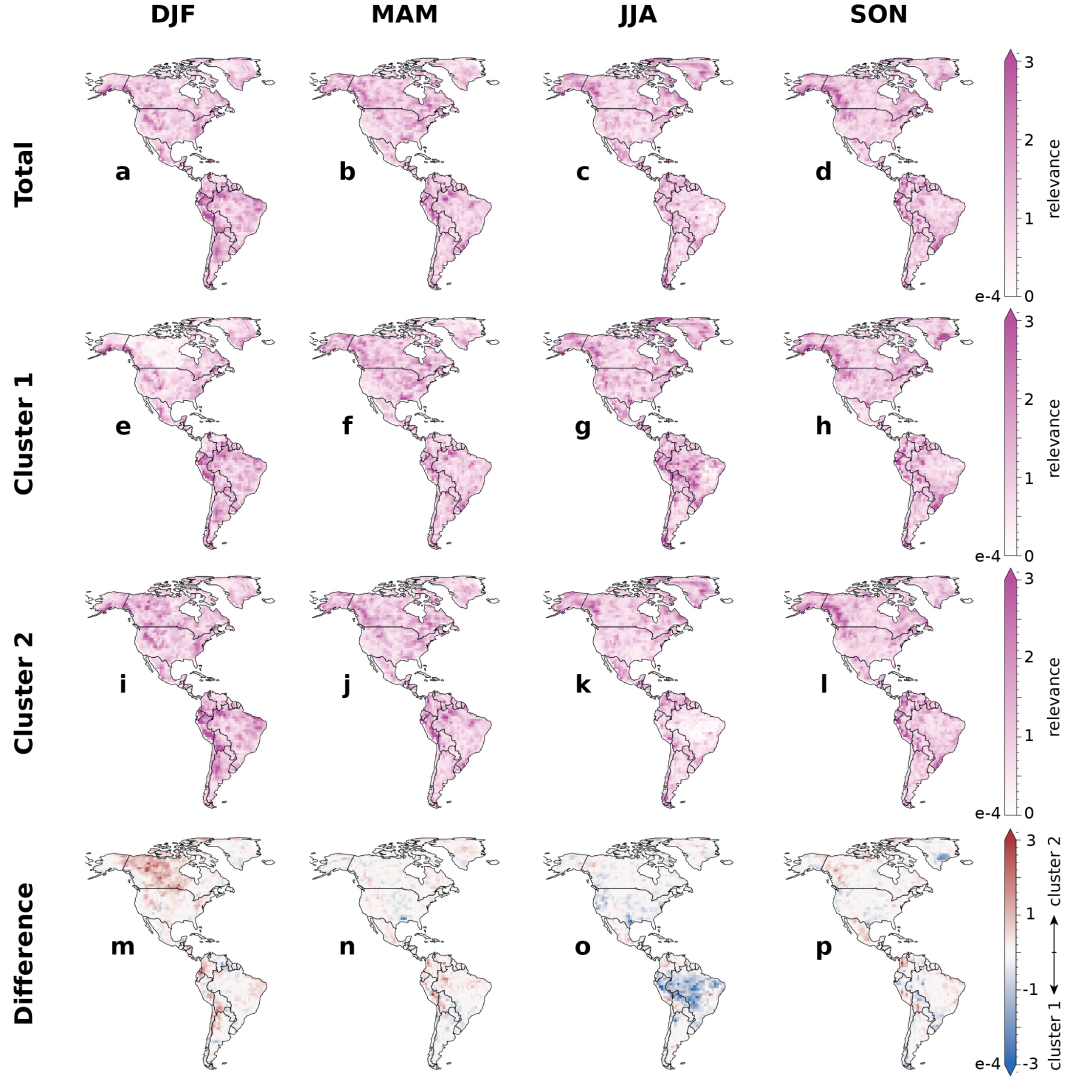 DJF MAM JJA SON
Total
a b c d
3
2
1
0
e-4
relevance
Cluster 1
e f g h
3
2
1
0
e-4
relevance
Cluster 2
i j k l
3
2
1
0
e-4
relevance
Difference
m n o p
3
1
-1
-3
e-4
cluster 1 cluster 2